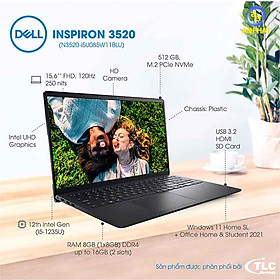 DELL
INSPIRON 3520
(N3520-i5U085W11BLU)
512 GB,
M.2 PCIe NVMe
HD
Camera
15.6" FHD, 120Hz
250 nits
Chassis: Plastic
Intel UHD
Graphics
USB 3.2
HDMI
SD Card
12th Intel Gen
(i5-1235U)
RAM 8GB (1x8GB) DDR4
up to 16GB (2 slots)
Windows 11 Home SL
+ Office Home & Student 2021
Sản phẩm được phân phối bởi
TLC